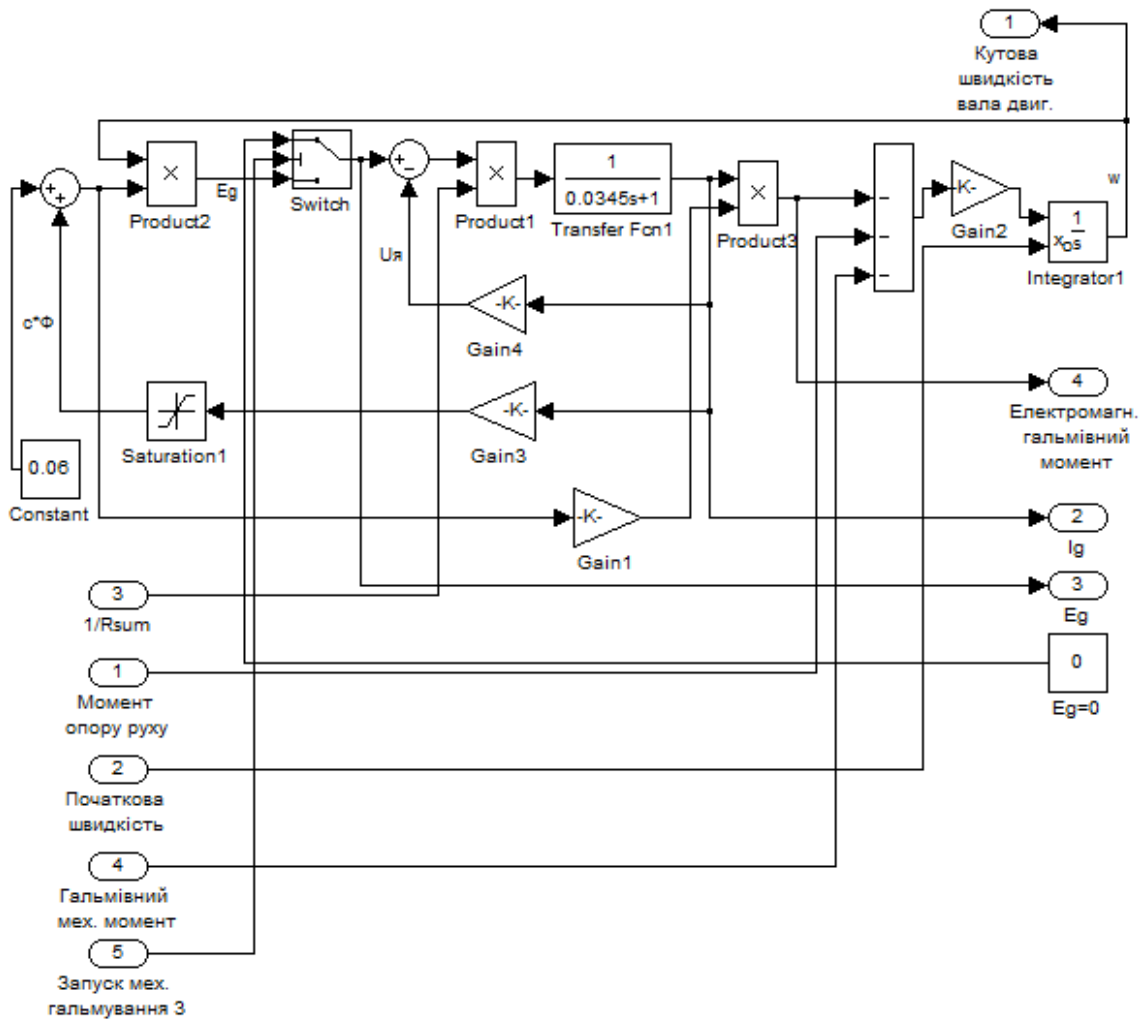 1
Кутова
швидкість
вала двиг.
+
+
×
Product2
Eg
Switch
+
−
×
Product1
1
0.0345s+1
Transfer Fcn1
×
Product3
−
−
−
-K-
Gain2
w
1
xo s
Integrator1
Uя
-K-
Gain4
c*Ф
Saturation1
-K-
Gain3
0.06
Constant
-K-
Gain1
4
Електромагн.
гальмівний
момент
2
Ig
3
Eg
0
Eg=0
3
1/Rsum
1
Момент
опору руху
2
Початкова
швидкість
4
Гальмівний
мех. момент
5
Запуск мех.
гальмування 3